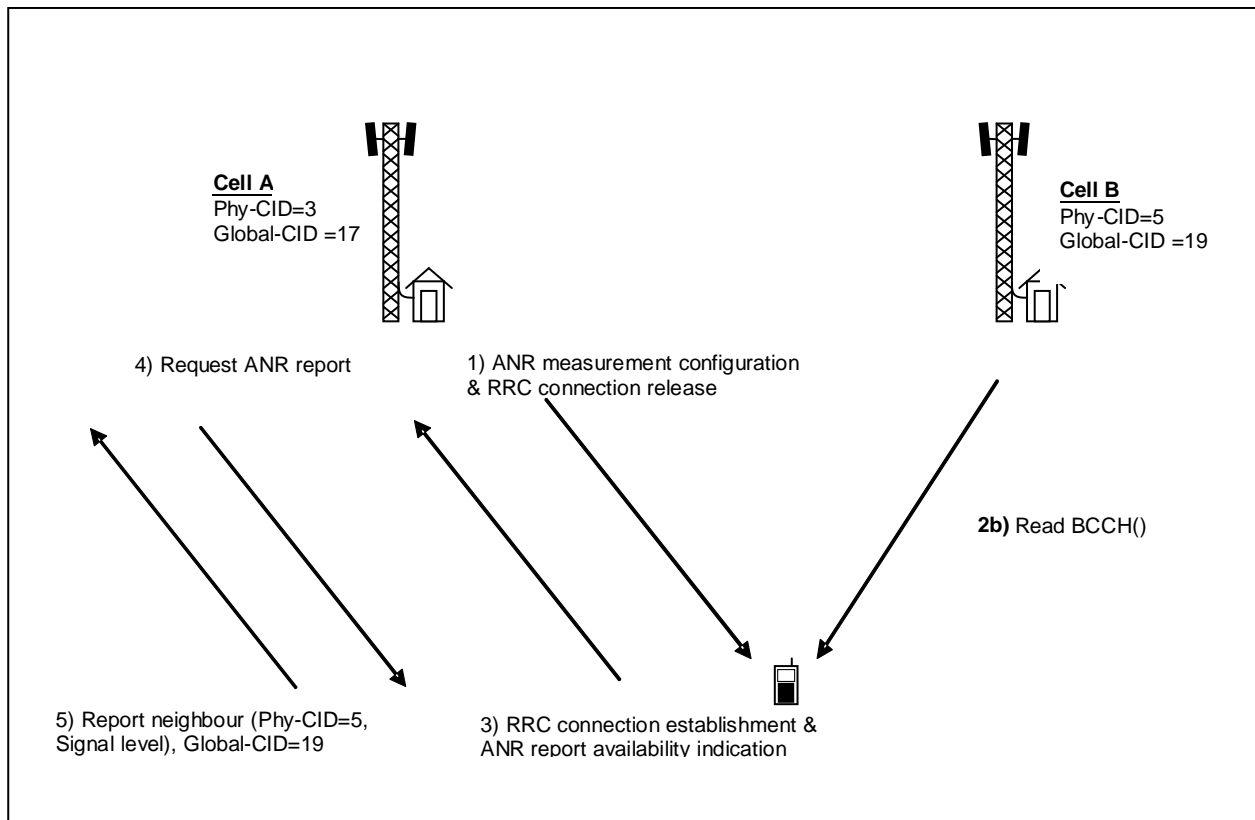 Cell A
Phy-CID=3
Global-CID =17
Cell B
Phy-CID=5
Global-CID =19
4) Request ANR report
1) ANR measurement configuration
& RRC connection release
2b) Read BCCH()
5) Report neighbour (Phy-CID=5,
Signal level), Global-CID=19
3) RRC connection establishment &
ANR report availability indication